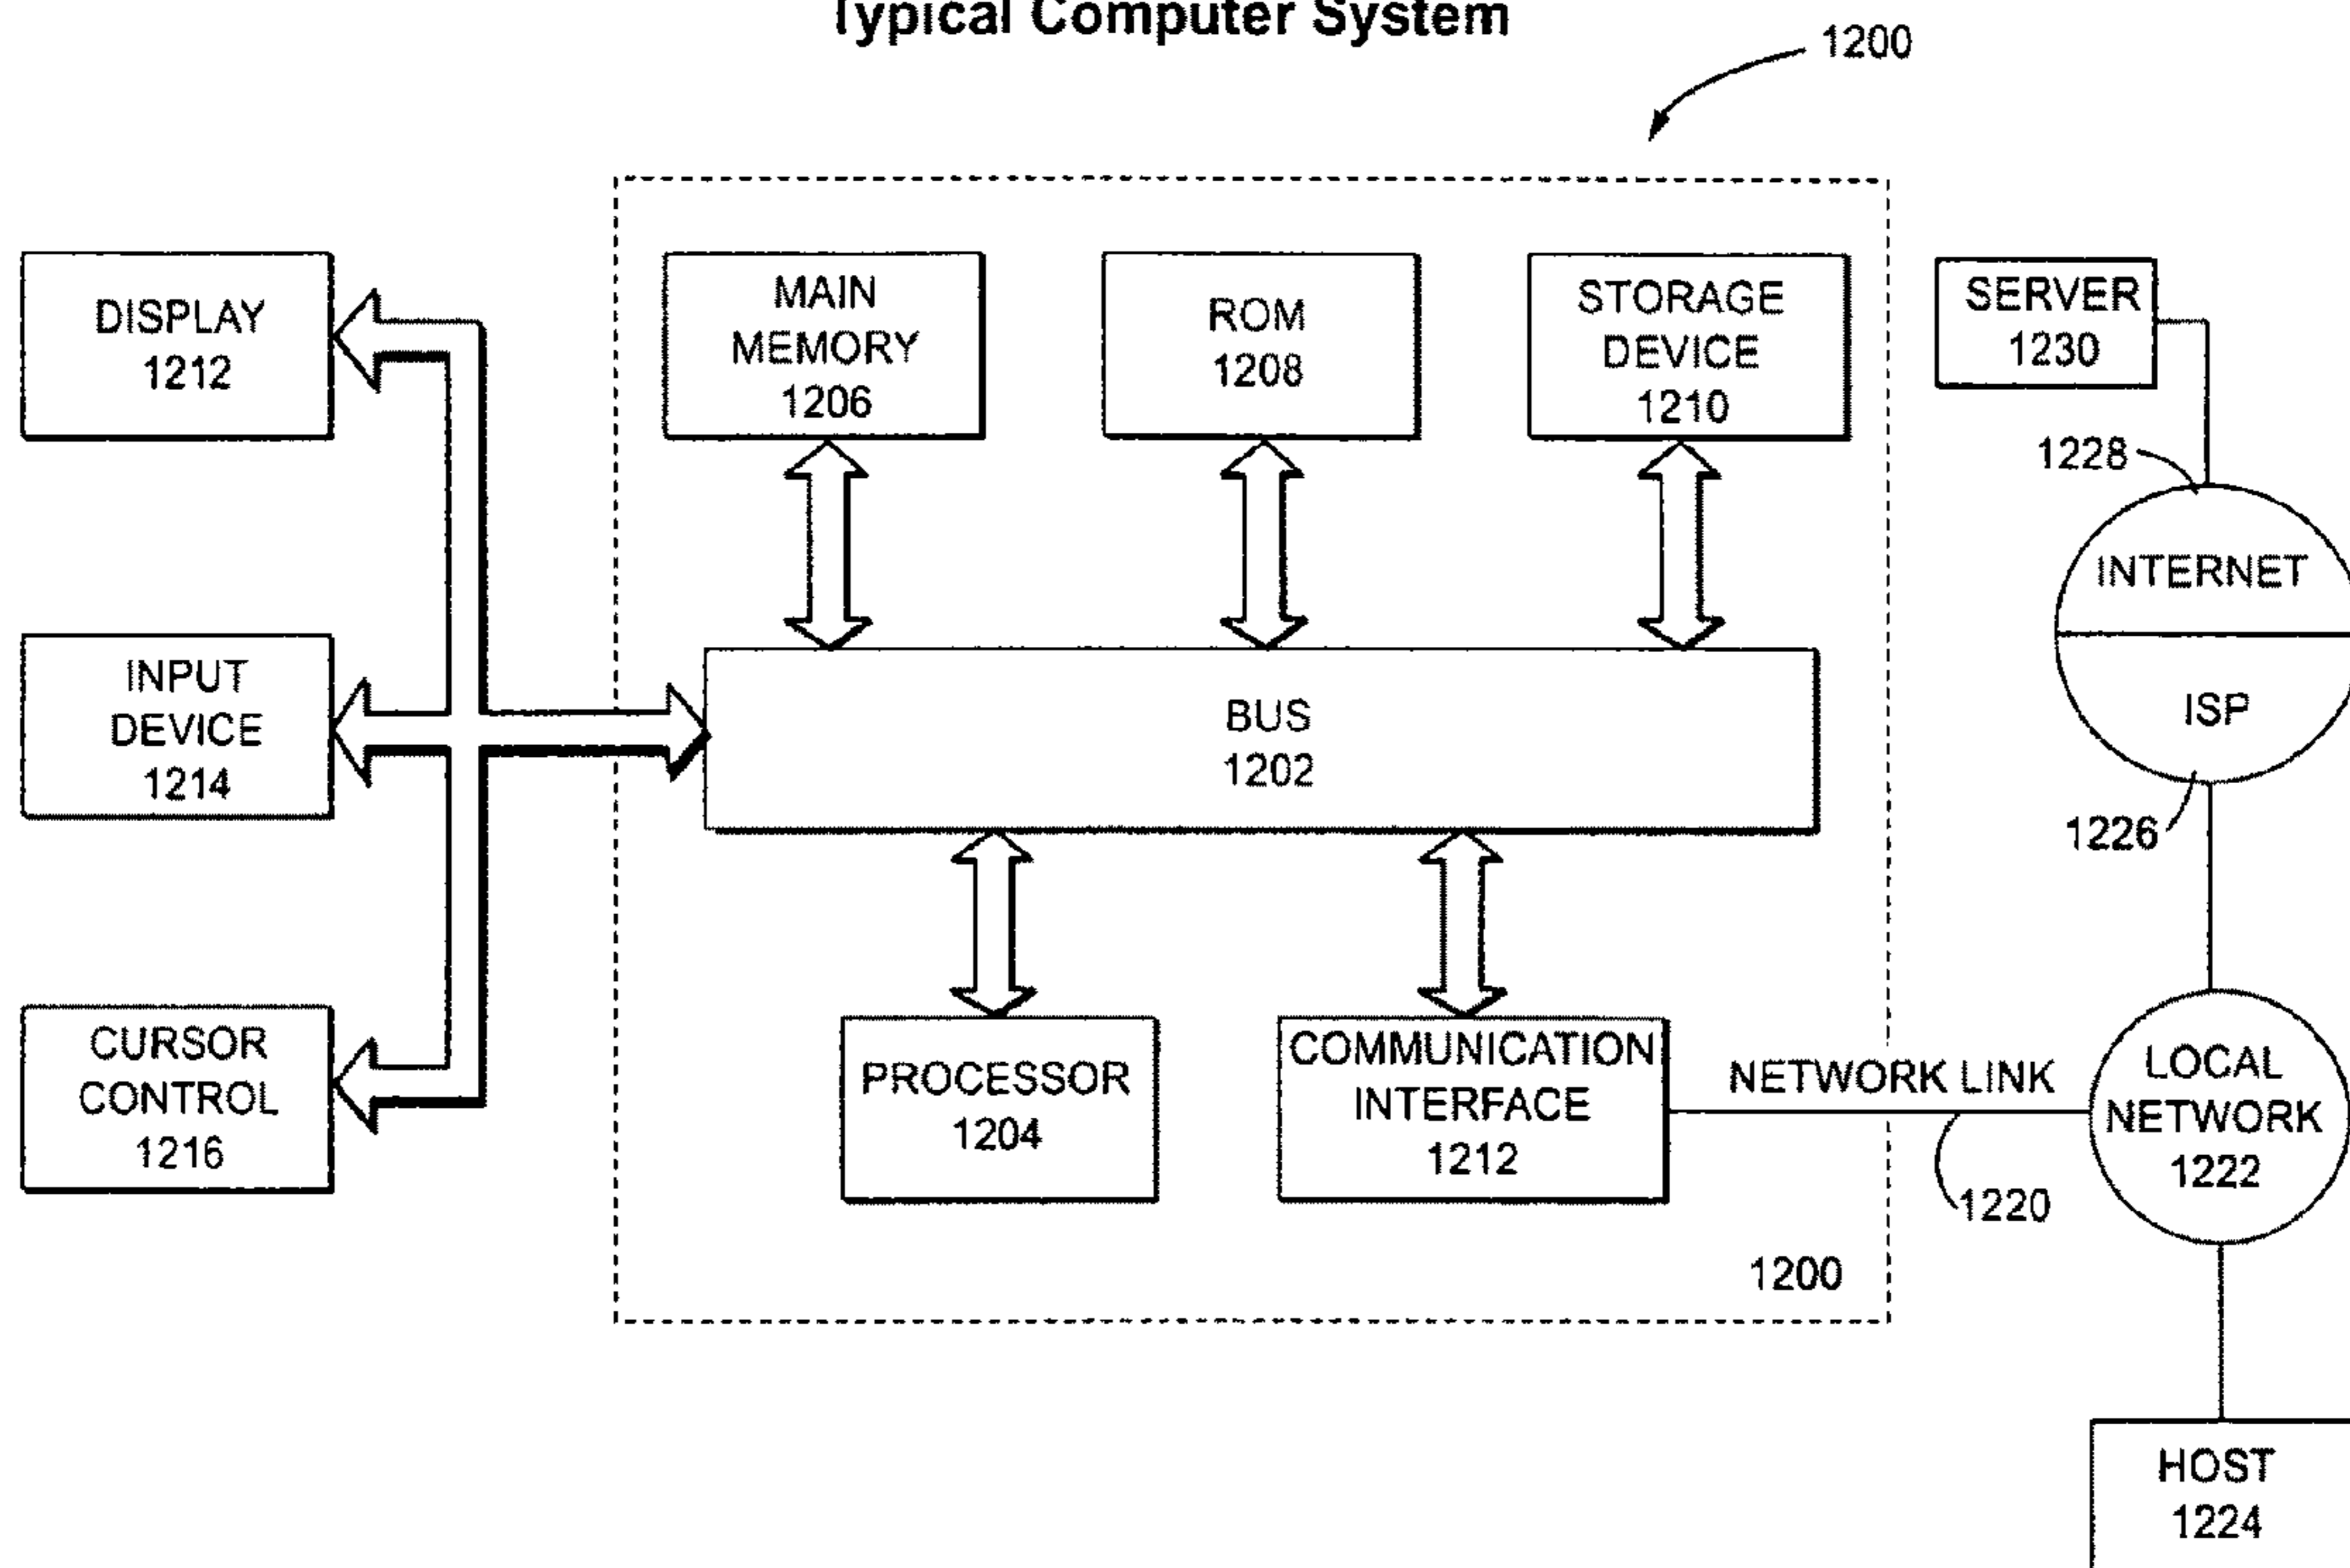 Typical Computer System
1200
DISPLAY
1212
MAIN
MEMORY
1206
ROM
1208
STORAGE
DEVICE
1210
SERVER
1230
1228
INTERNET
ISP
1226
INPUT
DEVICE
1214
BUS
1202
CURSOR
CONTROL
1216
PROCESSOR
1204
COMMUNICATION
INTERFACE
1212
NETWORK LINK
1220
LOCAL
NETWORK
1222
1200
HOST
1224